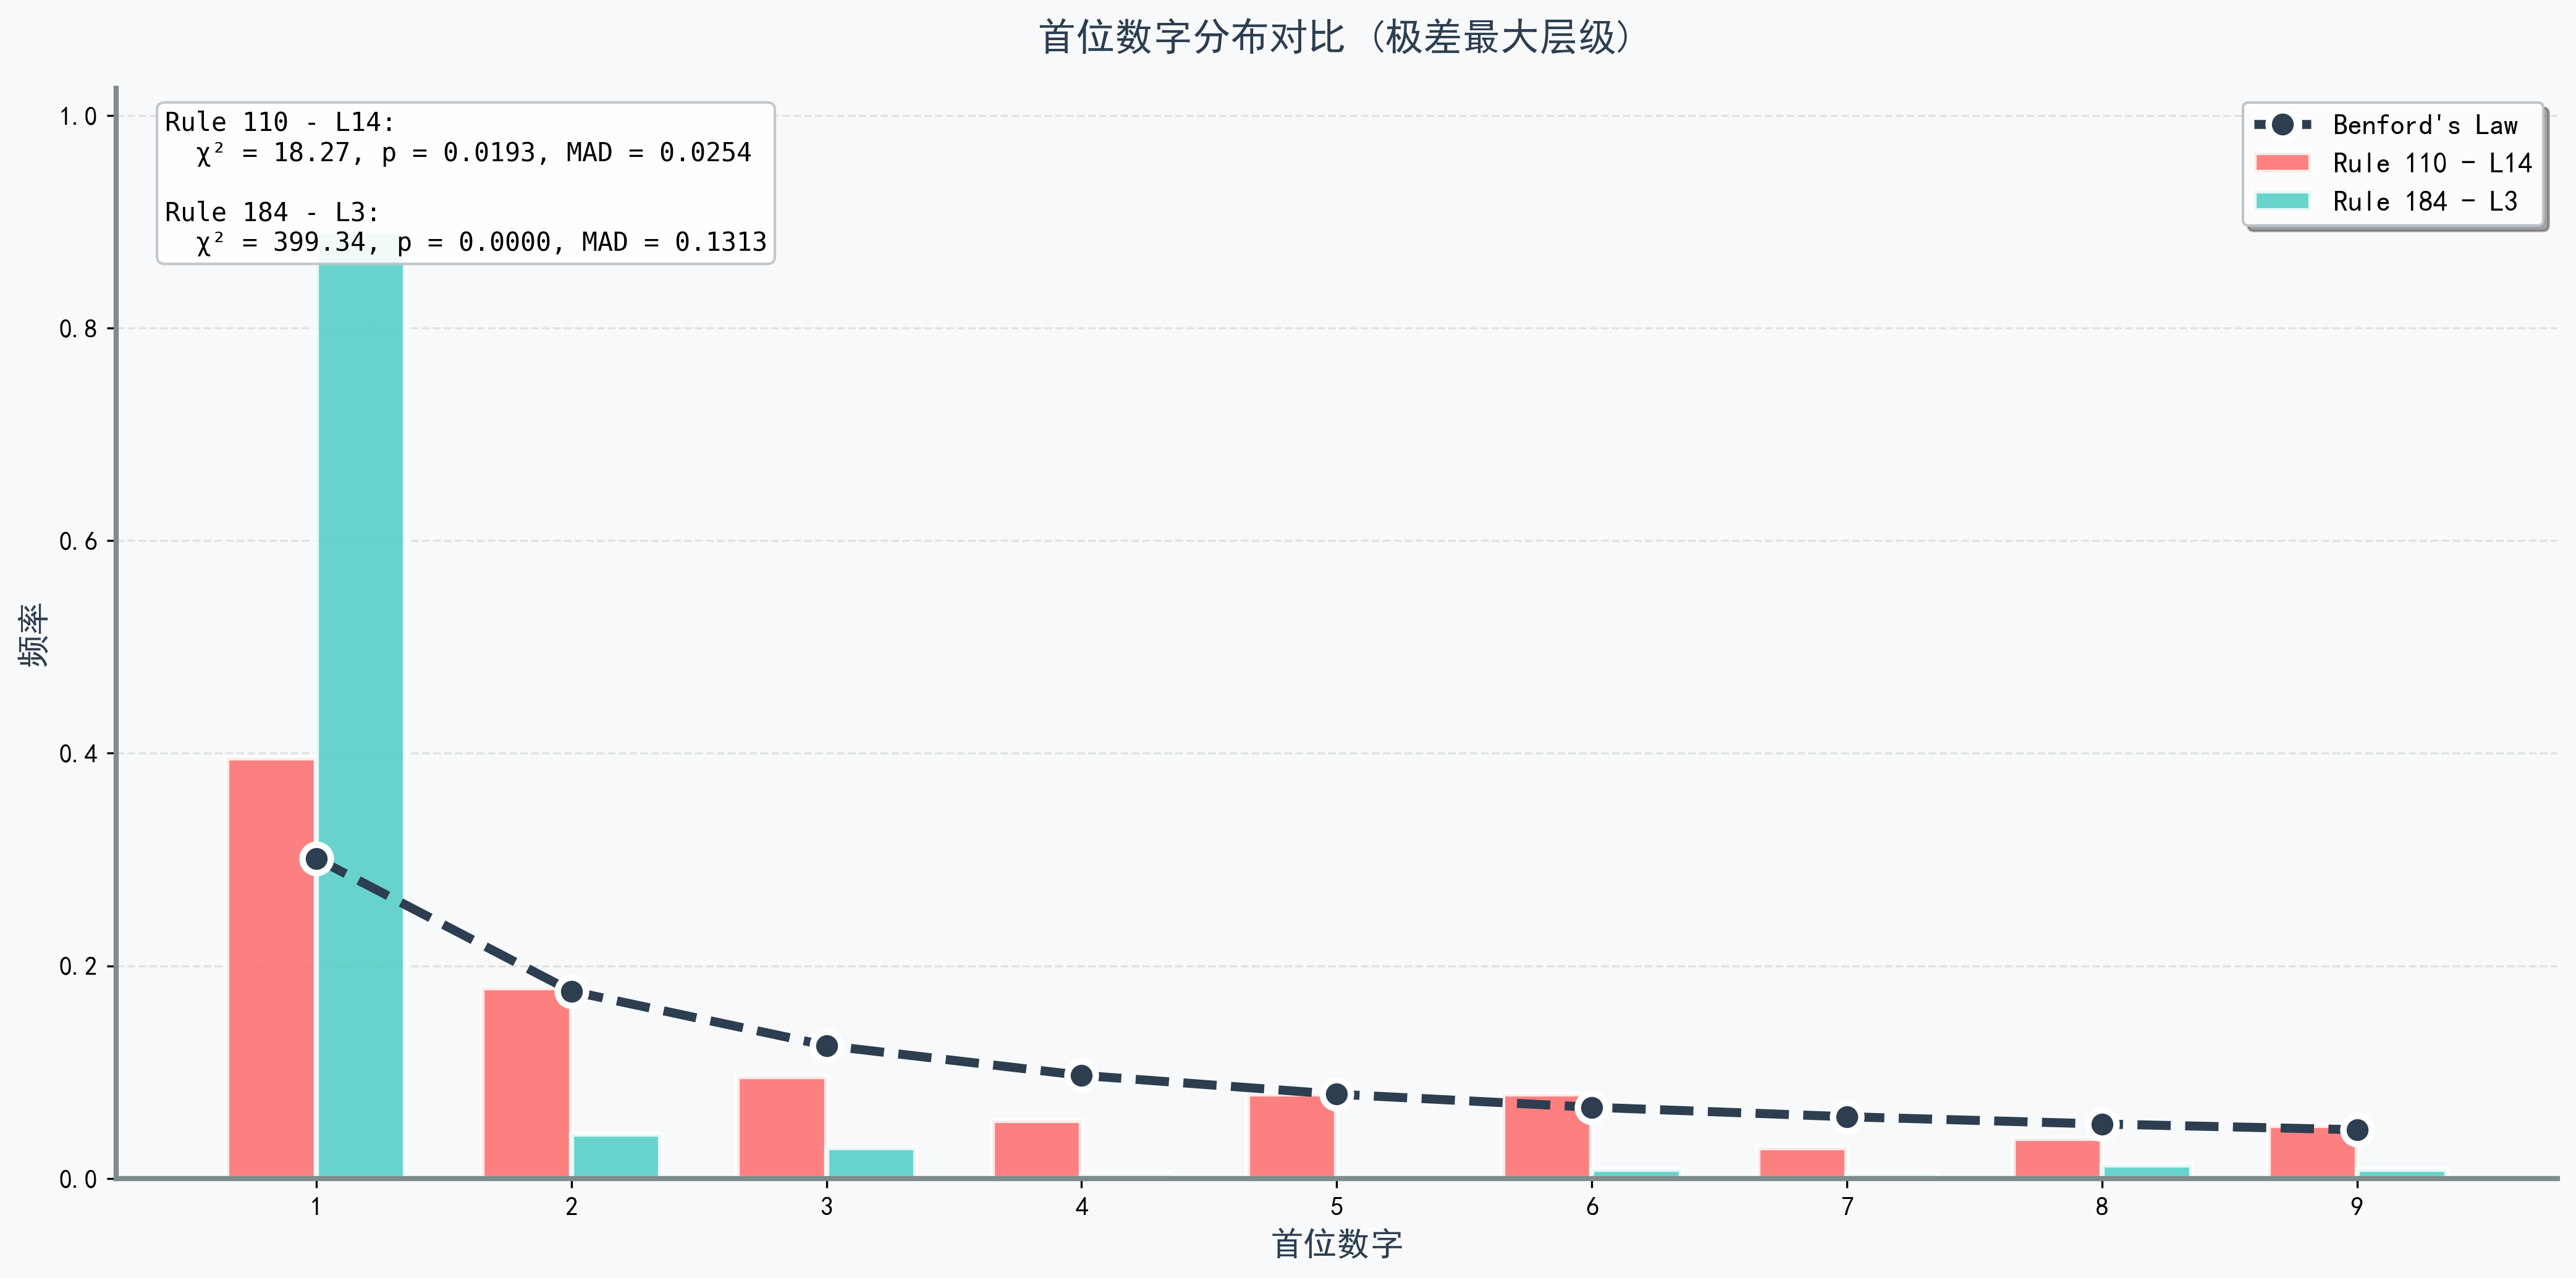 首位数字分布对比（极差最大层级）
Rule 110 - L14:
χ² = 18.27, p = 0.0193, MAD = 0.0254
Rule 184 - L3:
χ² = 399.34, p = 0.0000, MAD = 0.1313
Benford's Law
Rule 110 - L14
Rule 184 - L3
1.0
0.8
0.6
0.4
0.2
0.0
频率
1 2 3 4 5 6 7 8 9
首位数字